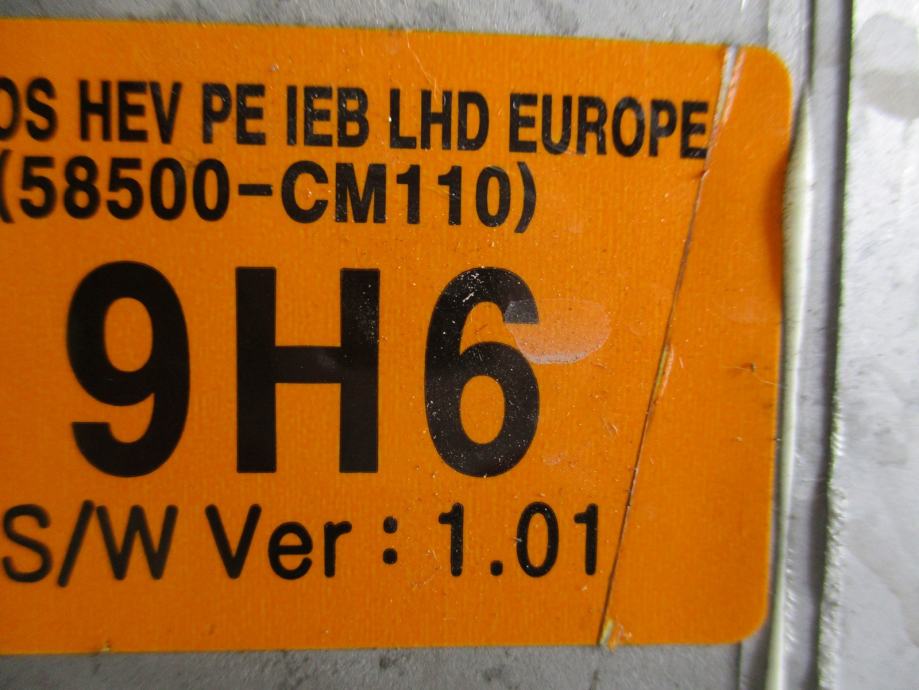 OS HEV PE IEB LHD EUROPE
(58500-CM110)
9H6
S/W Ver : 1.01